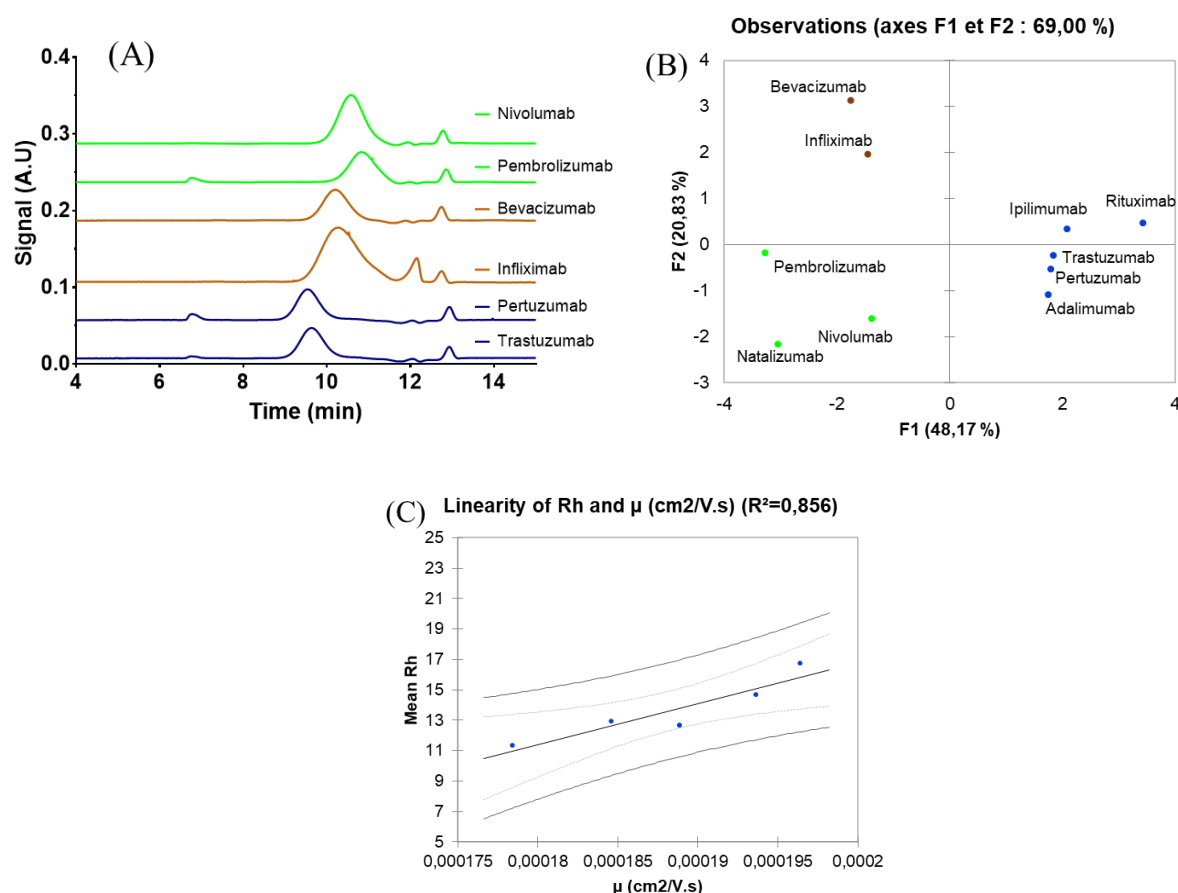 (A)
0.4
0.3
0.2
0.1
0.0
Signal (A.U)
Nivolumab
Pembrolizumab
Bevacizumab
Infliximab
Pertuzumab
Trastuzumab
4
6
8
10
12
14
Time (min)
Observations (axes F1 et F2 : 69,00 %)
(B)
4
3
2
1
0
-1
-2
-3
F2 (20,83 %)
Bevacizumab
Infliximab
Ipilimumab
Rituximab
Trastuzumab
Pembrolizumab
Pertuzumab
Adalimumab
Nivolumab
Natalizumab
-4
-2
0
2
4
F1 (48,17 %)
(C)
Linearity of Rh and µ (cm2/V.s) (R²=0,856)
25
23
21
19
17
15
13
11
9
7
5
Mean Rh
0,000175
0,00018
0,000185
0,00019
0,000195
0,0002
µ (cm2/V.s)